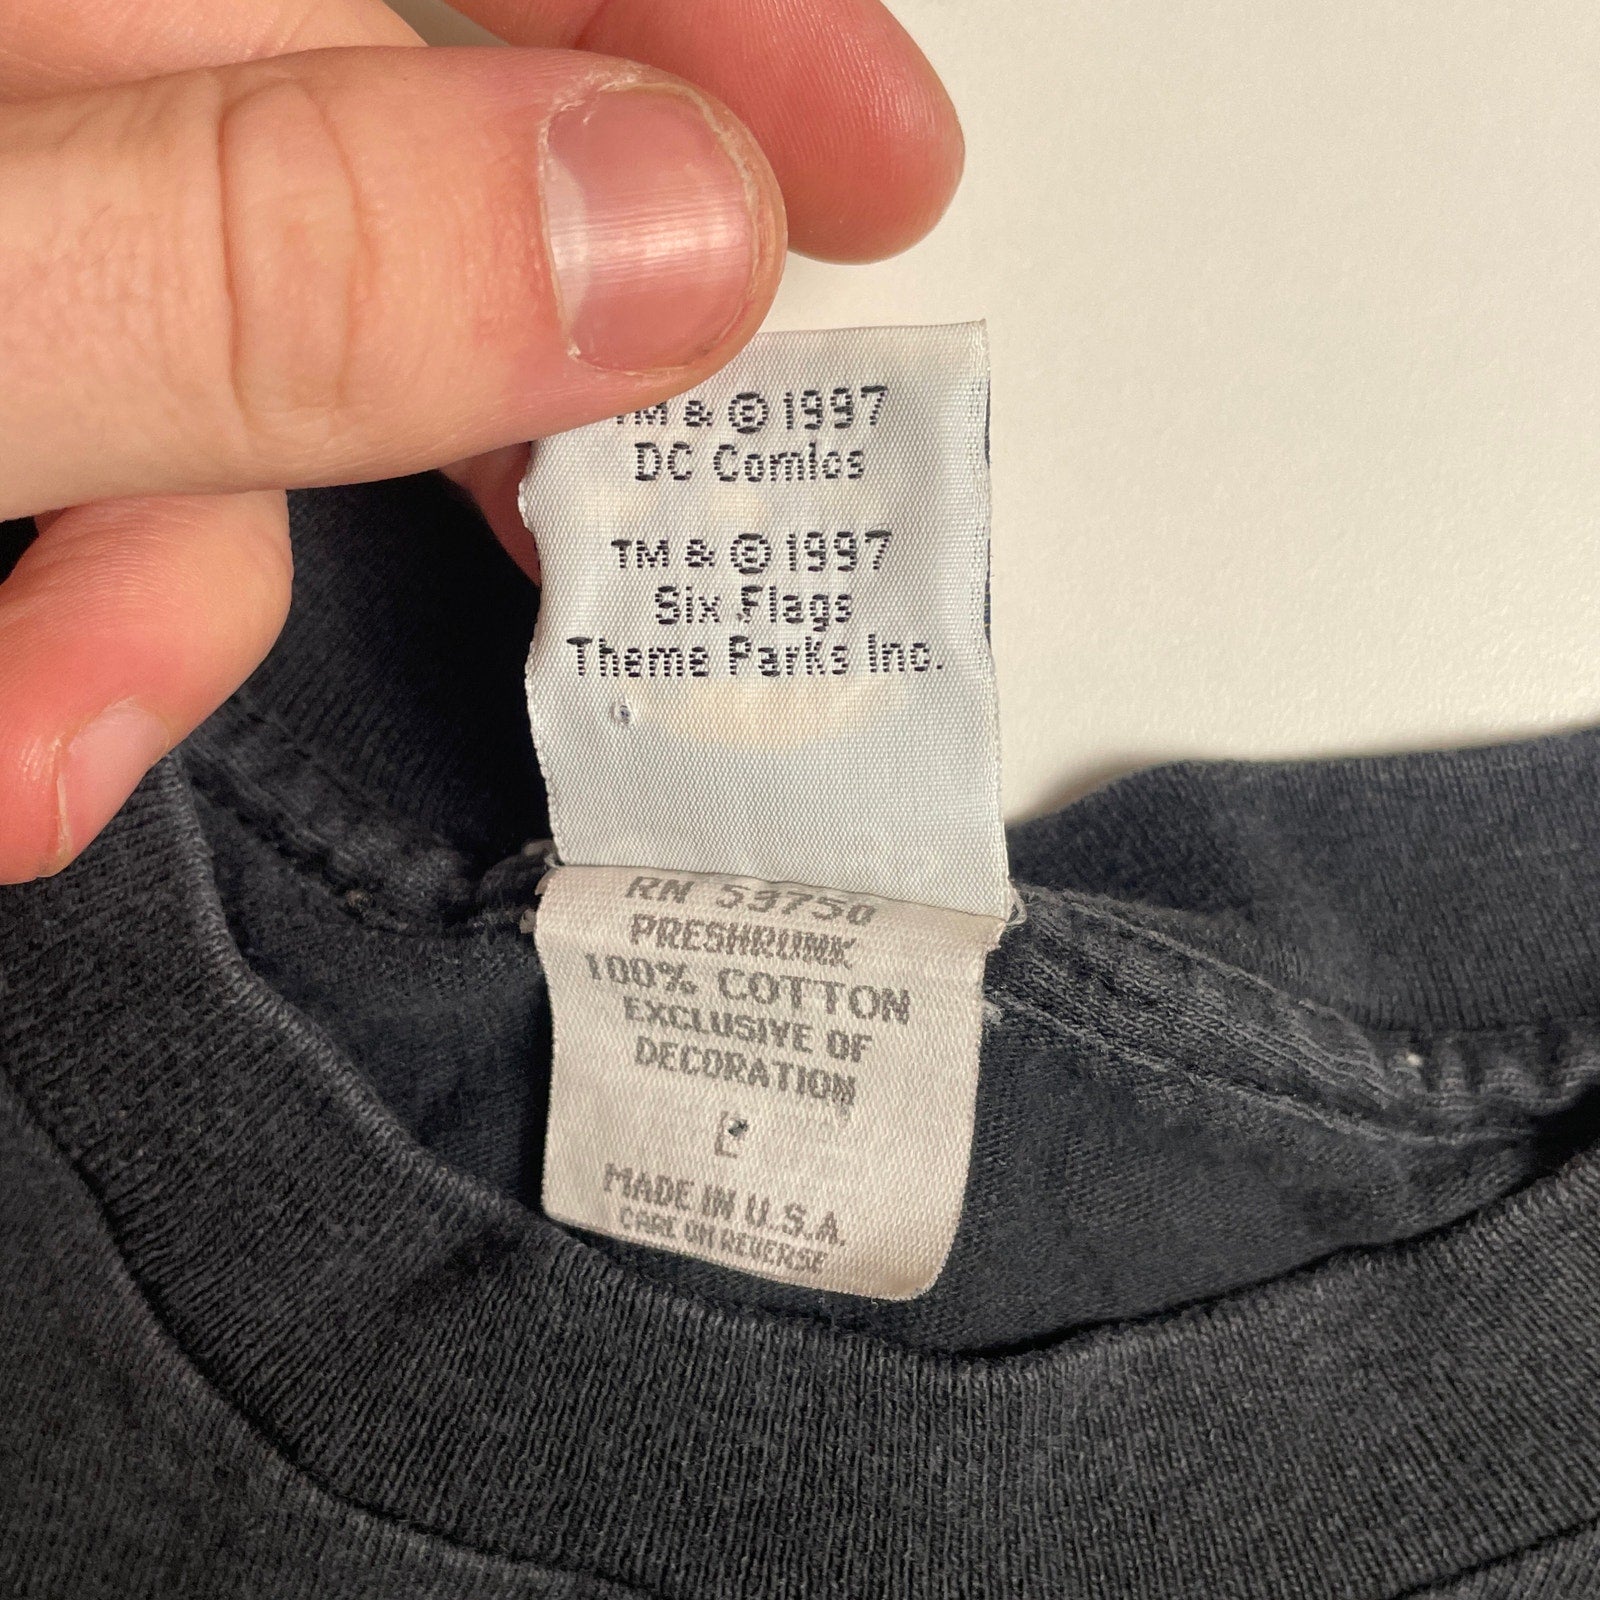 TM & © 1997
DC Comics
TM & © 1997
Six Flags
Theme Parks Inc.
RN 59750
PRESHRUNK
100% COTTON
EXCLUSIVE OF
DECORATION
L
MADE IN U.S.A.
CARE ON REVERSE